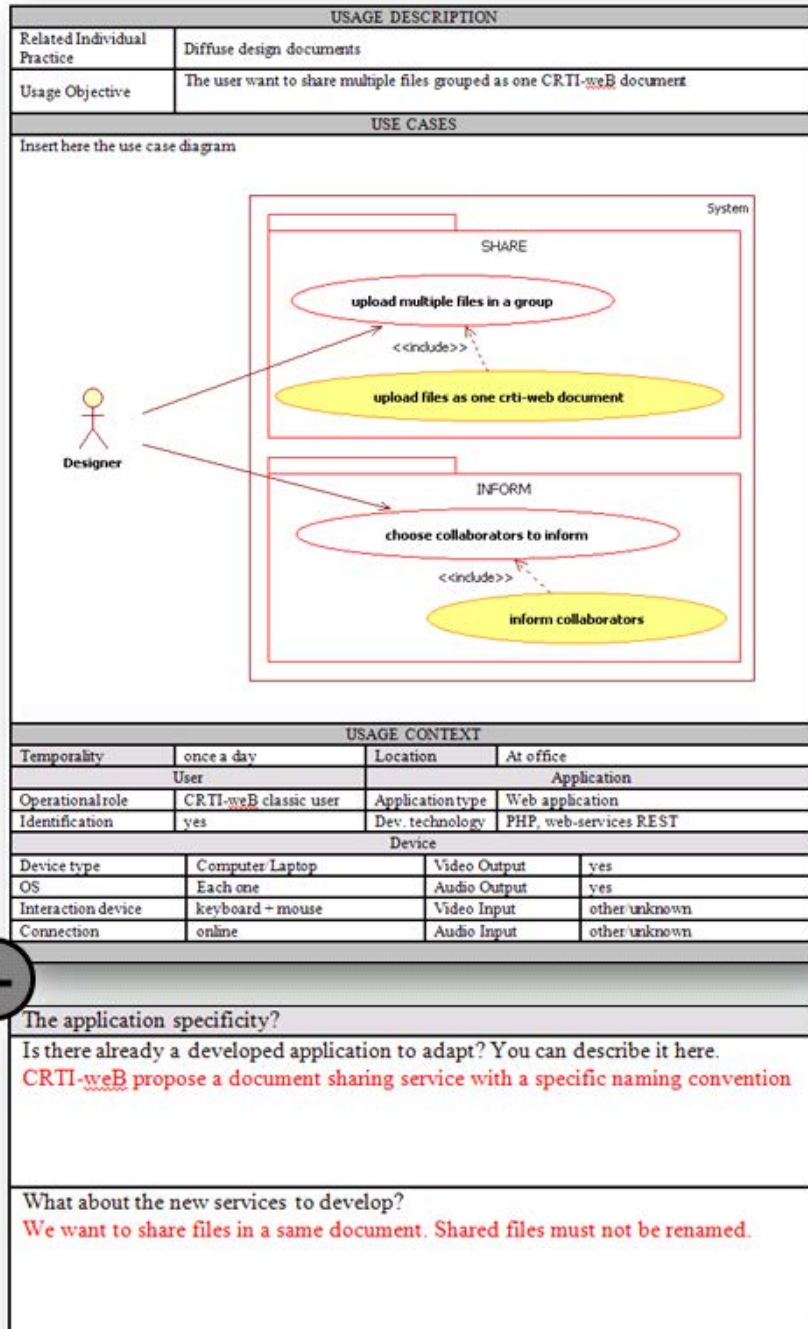 USAGE DESCRIPTION
Related Individual Practice
Diffuse design documents
Usage Objective
The user want to share multiple files grouped as one CRTI-weB document
USE CASES
Insert here the use case diagram
System
SHARE
upload multiple files in a group
<<include>>
upload files as one crti-web document
Designer
INFORM
choose collaborators to inform
<<include>>
inform collaborators
USAGE CONTEXT
Temporality once a day Location At office
User Application
Operational role CRTI-weB classic user Application type Web application
Identification yes Dev. technology PHP, web-services REST
Device
Device type Computer/Laptop Video Output yes
OS Each one Audio Output yes
Interaction device keyboard + mouse Video Input other/unknown
Connection online Audio Input other/unknown
The application specificity?
Is there already a developed application to adapt? You can describe it here.
CRTI-weB propose a document sharing service with a specific naming convention
What about the new services to develop?
We want to share files in a same document. Shared files must not be renamed.